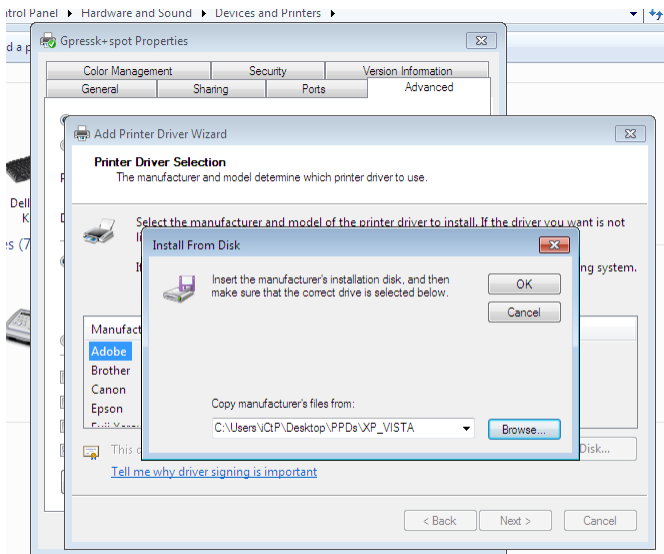 Control Panel ▸ Hardware and Sound ▸ Devices and Printers ▸
d a p
Gpressk+spot Properties
Color Management Security Version Information
General Sharing Ports Advanced
Add Printer Driver Wizard
Printer Driver Selection
The manufacturer and model determine which printer driver to use.
Dell
K
es (7
Select the manufacturer and model of the printer driver to install. If the driver you want is not
ng system.
Install From Disk
Insert the manufacturer's installation disk, and then
make sure that the correct drive is selected below.
OK
Cancel
Manufact
Adobe
Brother
Canon
Epson
Copy manufacturer's files from:
C:\Users\CtP\Desktop\PPDs\XP_VISTA
Browse...
This d
Disk...
Tell me why driver signing is important
< Back Next > Cancel